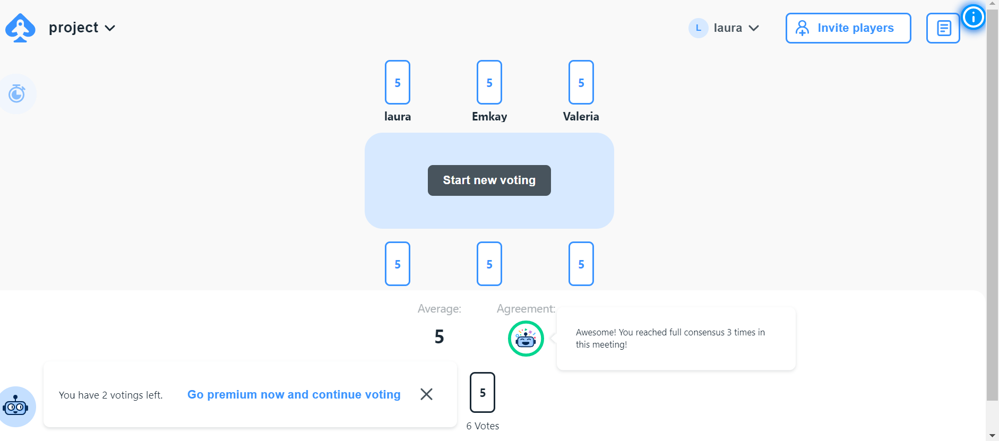 project
L laura
Invite players
5 5 5
laura Emkay Valeria
Start new voting
5 5 5
Average: Agreement:
5
Awesome! You reached full consensus 3 times in
this meeting!
You have 2 votings left. Go premium now and continue voting
5
6 Votes